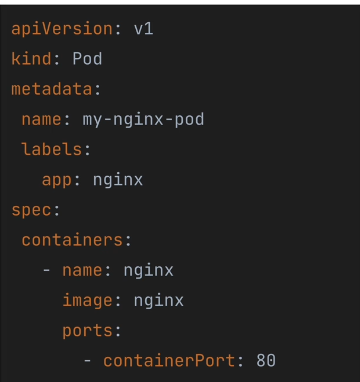 apiVersion: v1
kind: Pod
metadata:
 name: my-nginx-pod
 labels:
   app: nginx
spec:
 containers:
   - name: nginx
     image: nginx
     ports:
       - containerPort: 80